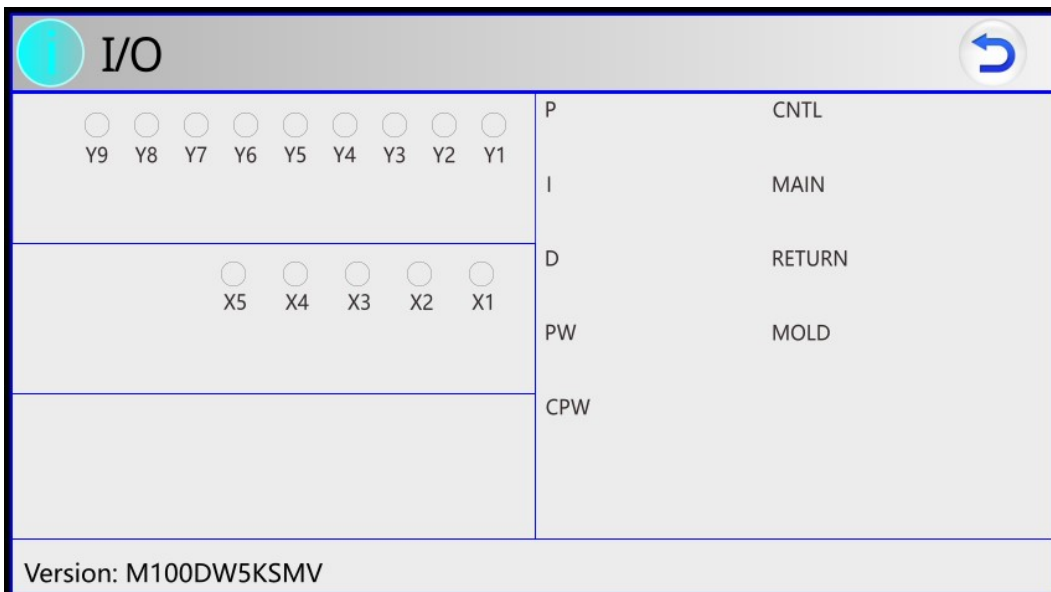 I/O
Y9 Y8 Y7 Y6 Y5 Y4 Y3 Y2 Y1
X5 X4 X3 X2 X1
P CNTL
I MAIN
D RETURN
PW MOLD
CPW
Version: M100DW5KSMV